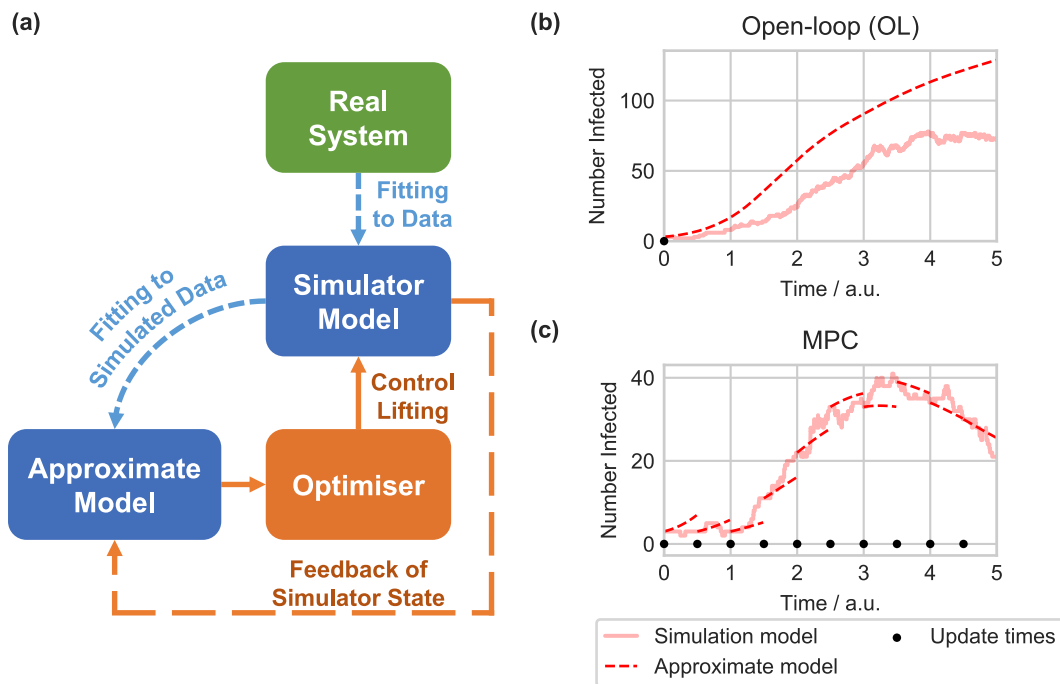 (a)
Real
System
Fitting
to Data
Simulator
Model
Fitting to
Simulated Data
Control
Lifting
Approximate
Model
Optimiser
Feedback of
Simulator State
(b)
Open-loop (OL)
Number Infected
100
50
0
0 1 2 3 4 5
Time / a.u.
(c)
MPC
Number Infected
40
20
0
0 1 2 3 4 5
Time / a.u.
Simulation model
Update times
Approximate model